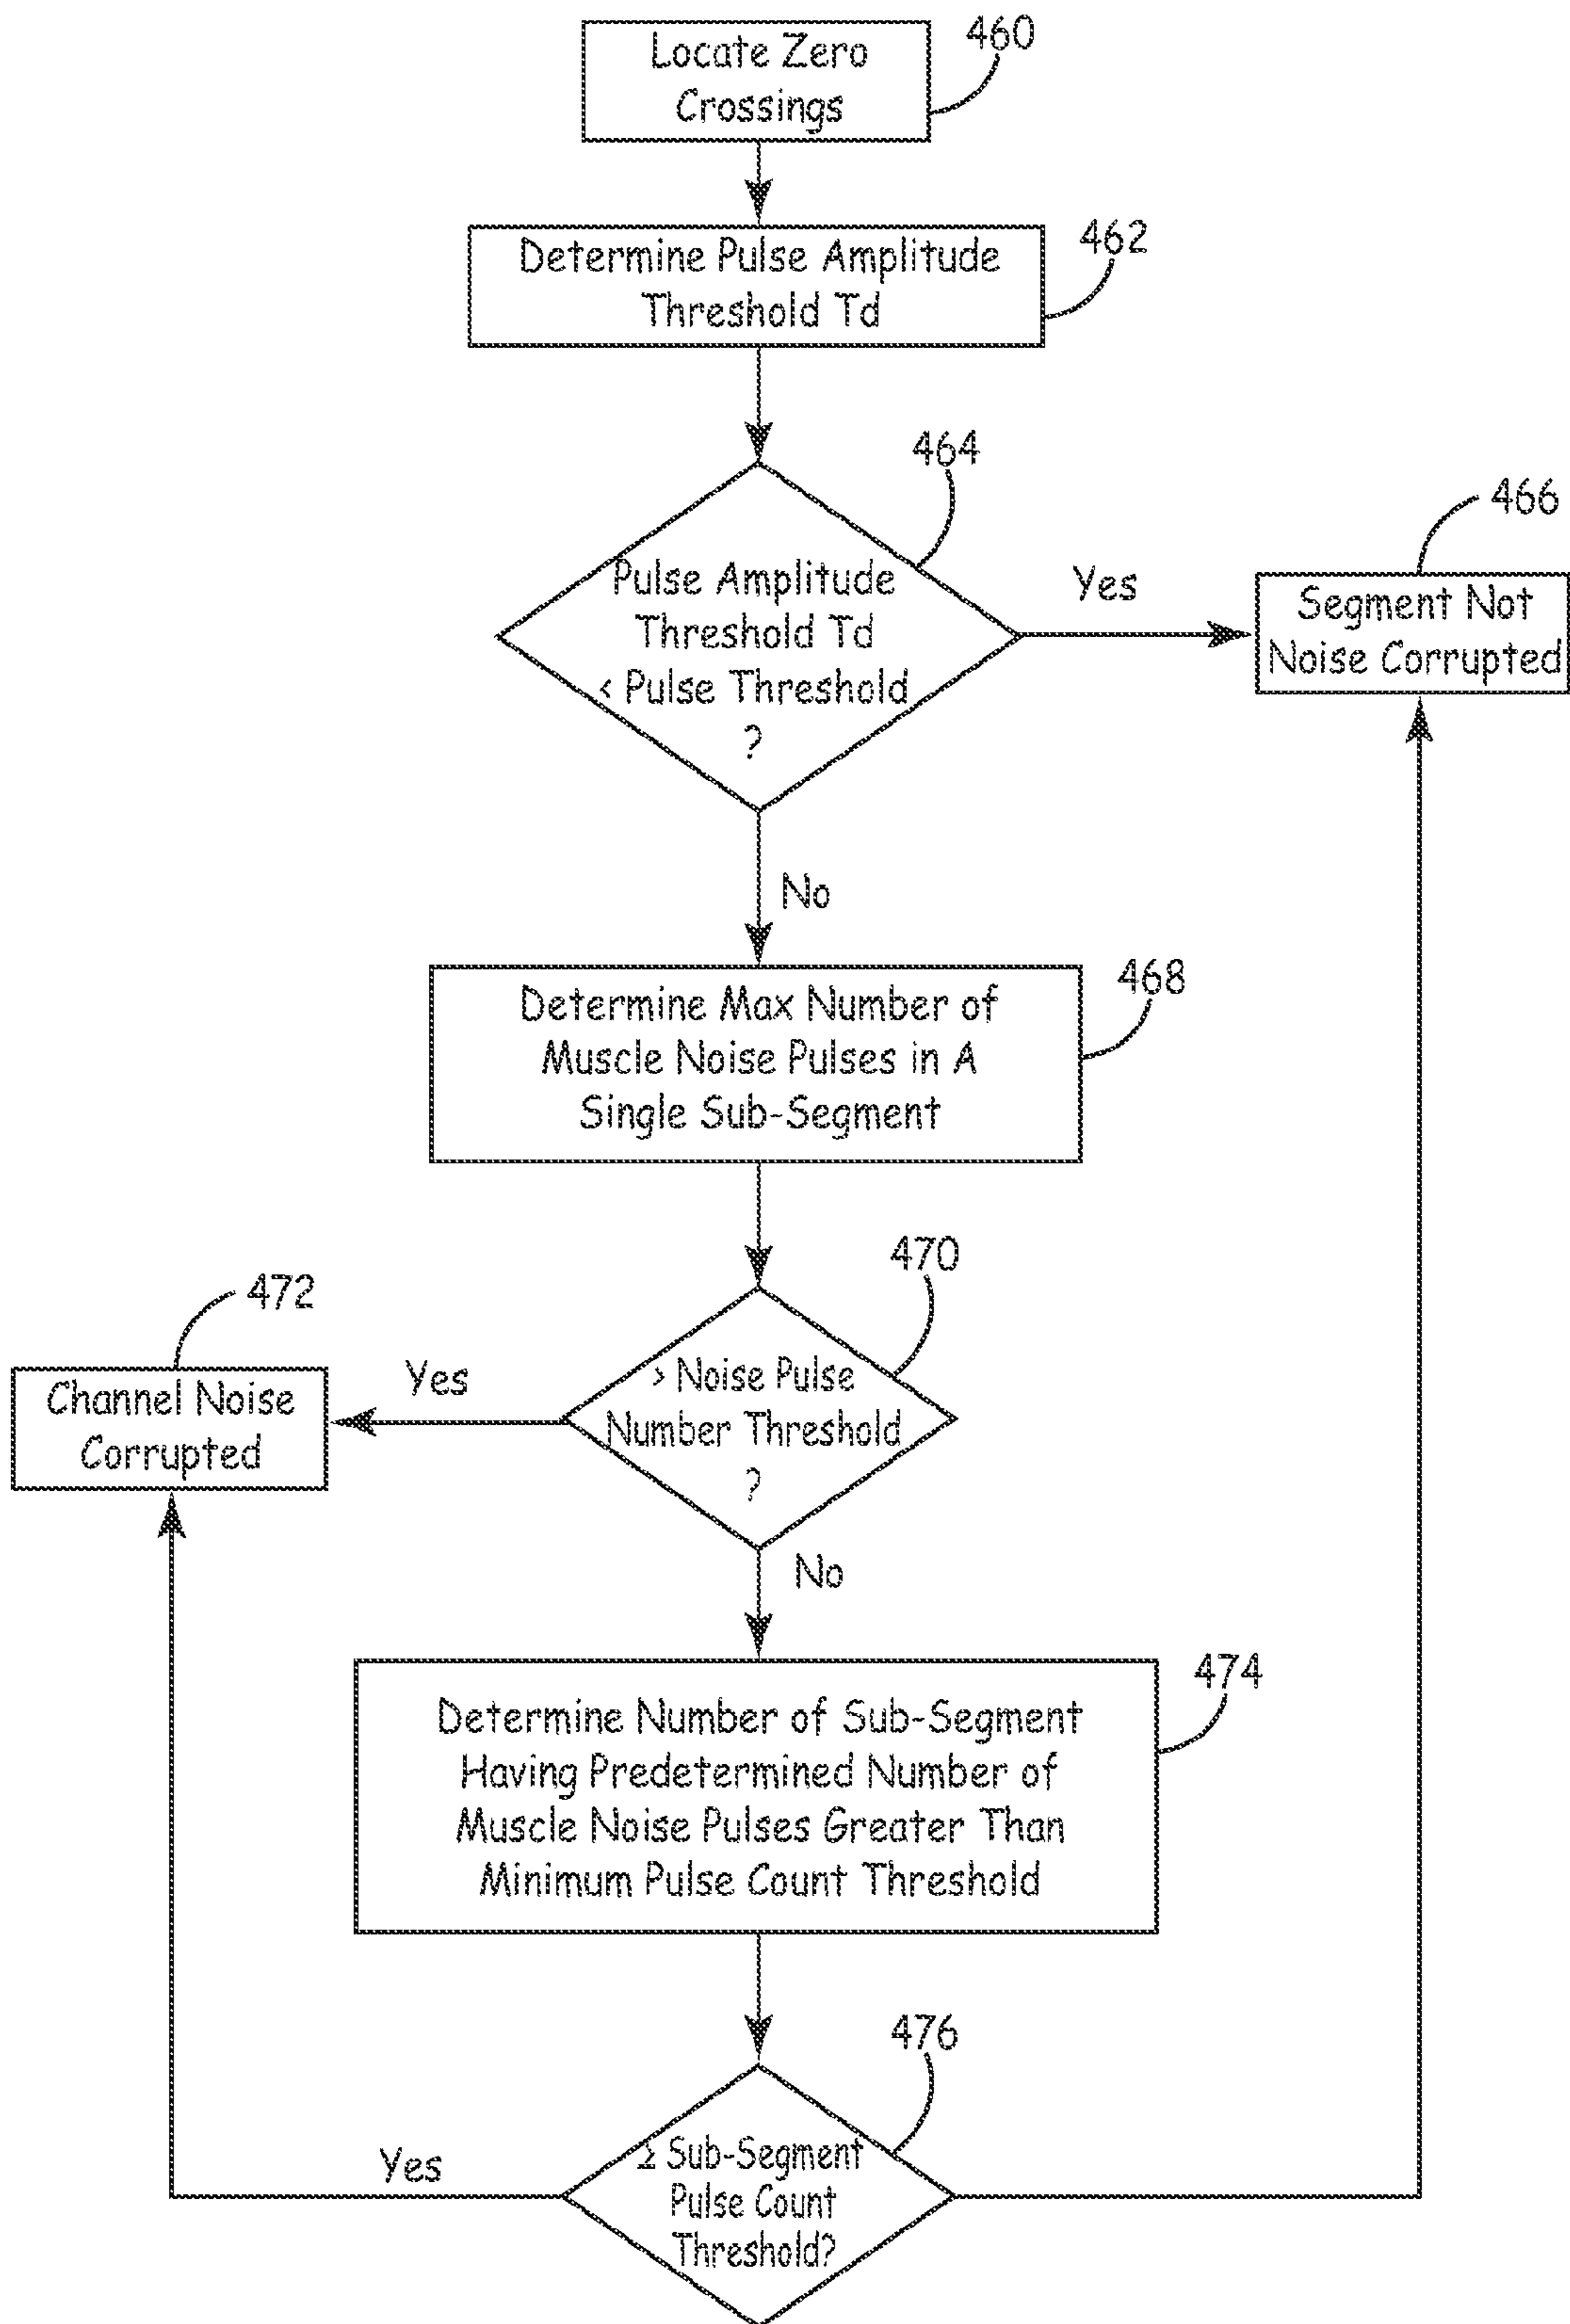 Locate Zero
Crossings
460
Determine Pulse Amplitude
Threshold Td
462
464
Pulse Amplitude
Threshold Td
< Pulse Threshold
?
Yes
466
Segment Not
Noise Corrupted
No
468
Determine Max Number of
Muscle Noise Pulses in A
Single Sub-Segment
470
> Noise Pulse
Number Threshold
?
Yes
472
Channel Noise
Corrupted
No
474
Determine Number of Sub-Segment
Having Predetermined Number of
Muscle Noise Pulses Greater Than
Minimum Pulse Count Threshold
476
≥ Sub-Segment
Pulse Count
Threshold?
Yes